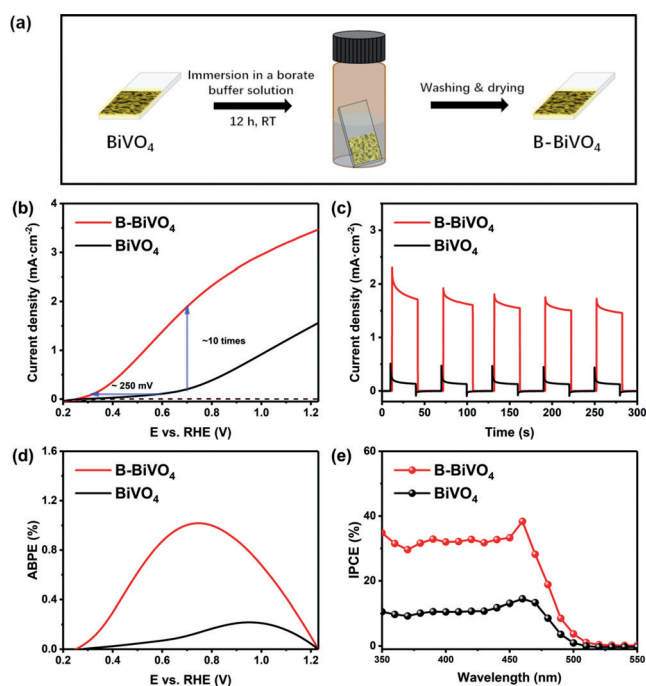 (a)
Immersion in a borate
buffer solution
12 h, RT
Washing & drying
BiVO₄
B-BiVO₄
(b)
B-BiVO₄
BiVO₄
~10 times
~ 250 mV
Current density (mA·cm⁻²)
4
3
2
1
0
0.2 0.4 0.6 0.8 1.0 1.2
E vs. RHE (V)
(c)
B-BiVO₄
BiVO₄
Current density (mA·cm⁻²)
3
2
1
0
0 50 100 150 200 250 300
Time (s)
(d)
B-BiVO₄
BiVO₄
ABPE (%)
1.6
1.2
0.8
0.4
0.0
0.2 0.4 0.6 0.8 1.0 1.2
E vs. RHE (V)
(e)
B-BiVO₄
BiVO₄
IPCE (%)
60
40
20
0
350 400 450 500 550
Wavelength (nm)